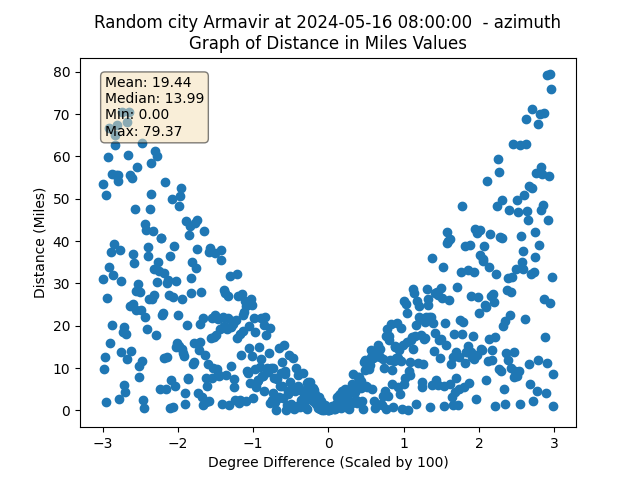 Random city Armavir at 2024-05-16 08:00:00 - azimuth
Graph of Distance in Miles Values
Mean: 19.44
Median: 13.99
Min: 0.00
Max: 79.37
80
70
60
50
40
30
20
10
0
Distance (Miles)
−3
−2
−1
0
1
2
3
Degree Difference (Scaled by 100)